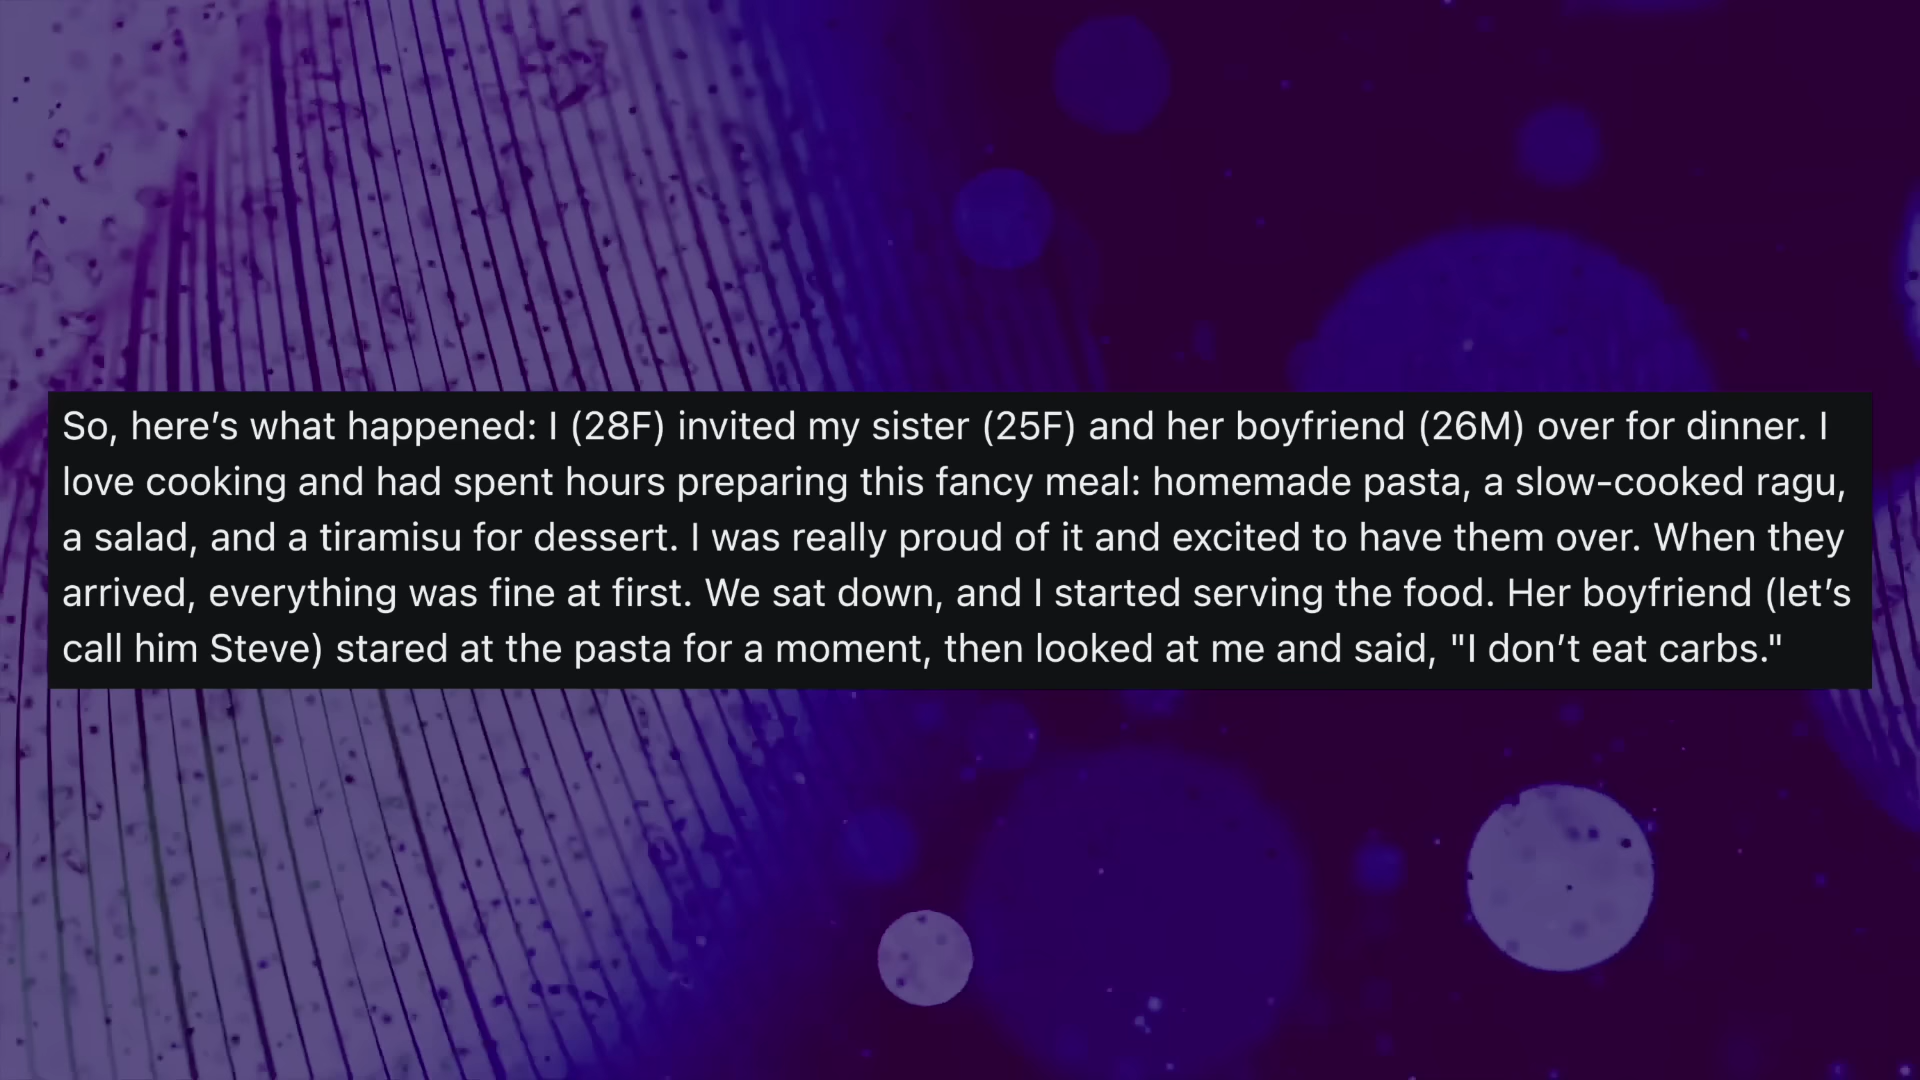 So, here’s what happened: I (28F) invited my sister (25F) and her boyfriend (26M) over for dinner. I
love cooking and had spent hours preparing this fancy meal: homemade pasta, a slow-cooked ragu,
a salad, and a tiramisu for dessert. I was really proud of it and excited to have them over. When they
arrived, everything was fine at first. We sat down, and I started serving the food. Her boyfriend (let’s
call him Steve) stared at the pasta for a moment, then looked at me and said, "I don’t eat carbs."